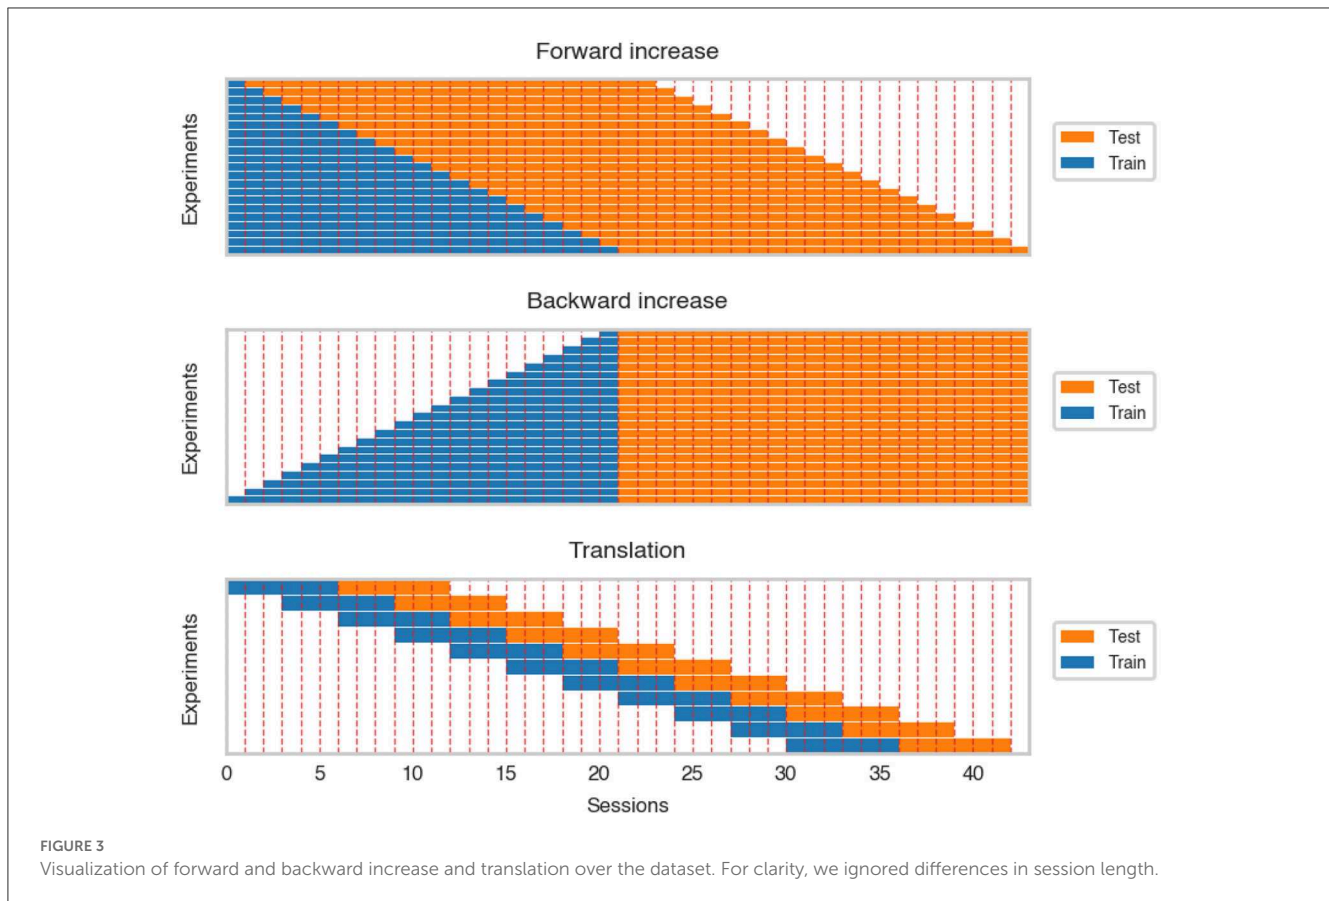 Forward increase
Experiments
Test
Train
Backward increase
Experiments
Test
Train
Translation
Experiments
Test
Train
0 5 10 15 20 25 30 35 40
Sessions
FIGURE 3
Visualization of forward and backward increase and translation over the dataset. For clarity, we ignored differences in session length.